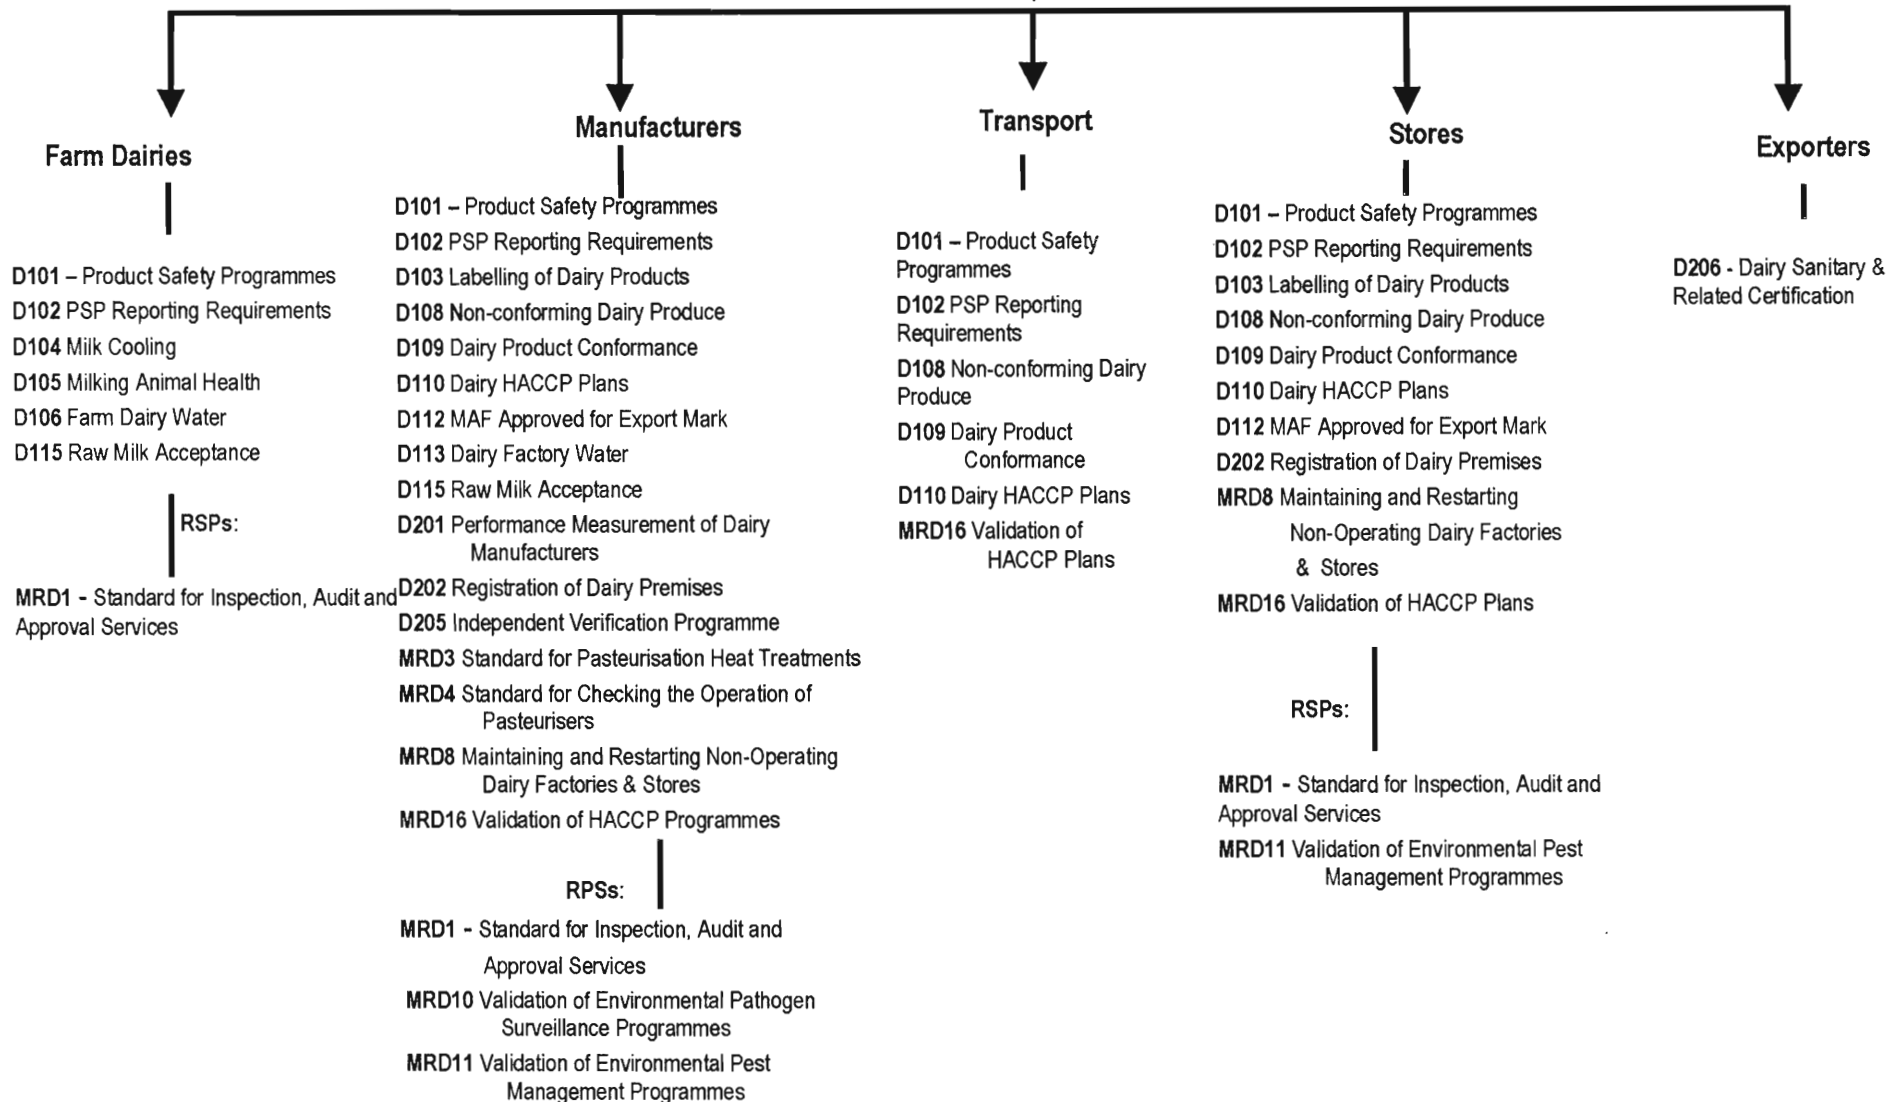 Farm Dairies
D101 – Product Safety Programmes
D102 PSP Reporting Requirements
D104 Milk Cooling
D105 Milking Animal Health
D106 Farm Dairy Water
D115 Raw Milk Acceptance
RSPs:
MRD1 - Standard for Inspection, Audit and
Approval Services
Manufacturers
D101 – Product Safety Programmes
D102 PSP Reporting Requirements
D103 Labelling of Dairy Products
D108 Non-conforming Dairy Produce
D109 Dairy Product Conformance
D110 Dairy HACCP Plans
D112 MAF Approved for Export Mark
D113 Dairy Factory Water
D115 Raw Milk Acceptance
D201 Performance Measurement of Dairy
Manufacturers
D202 Registration of Dairy Premises
D205 Independent Verification Programme
MRD3 Standard for Pasteurisation Heat Treatments
MRD4 Standard for Checking the Operation of
Pasteurisers
MRD8 Maintaining and Restarting Non-Operating
Dairy Factories & Stores
MRD16 Validation of HACCP Programmes
RPSs:
MRD1 - Standard for Inspection, Audit and
Approval Services
MRD10 Validation of Environmental Pathogen
Surveillance Programmes
MRD11 Validation of Environmental Pest
Management Programmes
Transport
D101 – Product Safety
Programmes
D102 PSP Reporting
Requirements
D108 Non-conforming Dairy
Produce
D109 Dairy Product
Conformance
D110 Dairy HACCP Plans
MRD16 Validation of
HACCP Plans
Stores
D101 – Product Safety Programmes
D102 PSP Reporting Requirements
D103 Labelling of Dairy Products
D108 Non-conforming Dairy Produce
D109 Dairy Product Conformance
D110 Dairy HACCP Plans
D112 MAF Approved for Export Mark
D202 Registration of Dairy Premises
MRD8 Maintaining and Restarting
Non-Operating Dairy Factories
& Stores
MRD16 Validation of HACCP Plans
RSPs:
MRD1 - Standard for Inspection, Audit and
Approval Services
MRD11 Validation of Environmental Pest
Management Programmes
Exporters
D206 - Dairy Sanitary &
Related Certification